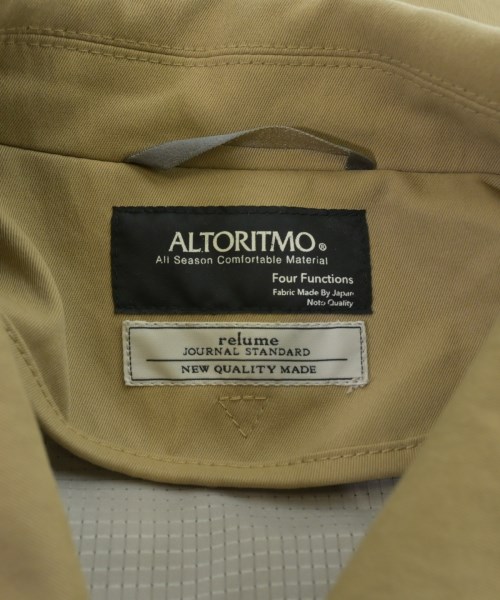 ALTORITMO®
All Season Comfortable Material
Four Functions
Fabric Made By Japan
Noto Quality
relume
JOURNAL STANDARD
NEW QUALITY MADE